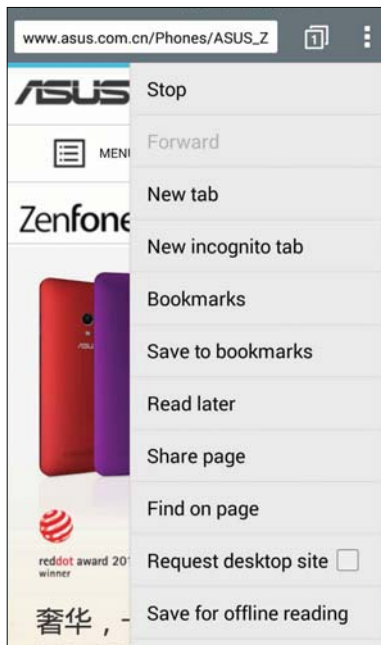 www.asus.com.cn/Phones/ASUS_Z
1
ASUS
Stop
MENU
Forward
New tab
Zenfone
New incognito tab
Bookmarks
ASU
Save to bookmarks
Read later
Share page
Find on page
reddot award 20
winner
Request desktop site
Save for offline reading
奢华，